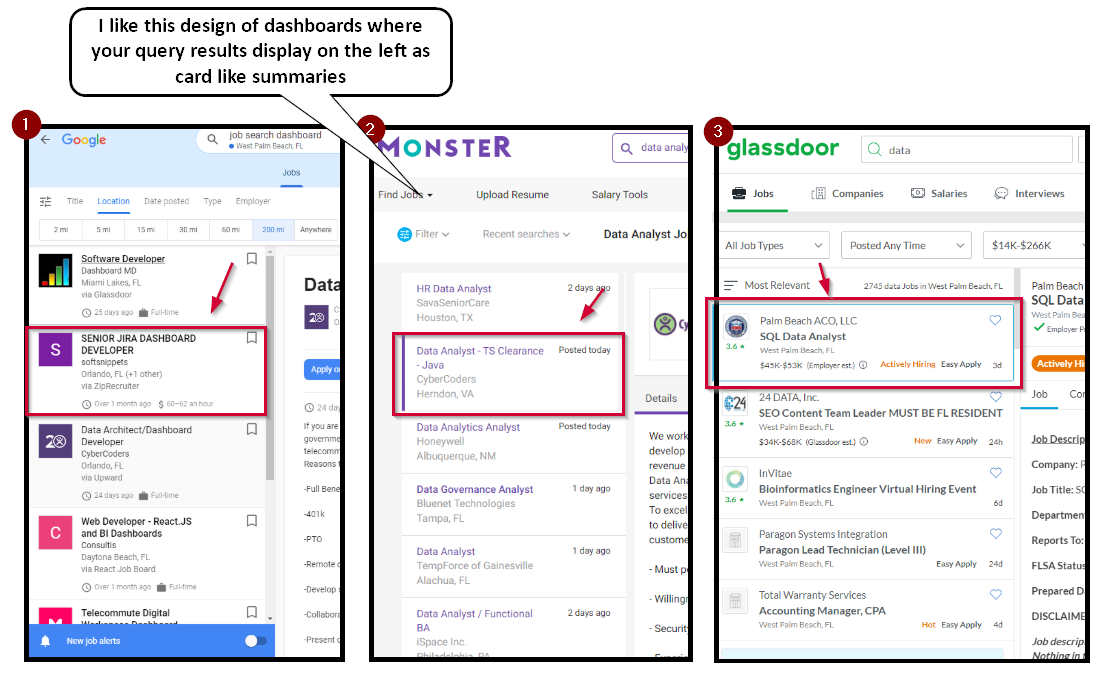 I like this design of dashboards where
your query results display on the left as
card like summaries
1
Google
job search dashboard
West Palm Beach, FL
Jobs
Title Location Date posted Type Employer
2 mi 5 mi 15 mi 30 mi 60 mi 200 mi Anywhere
Software Developer
Dashboard MD
Miami Lakes, FL
via Glassdoor
25 days ago Full-time
S
SENIOR JIRA DASHBOARD
DEVELOPER
softsnippets
Orlando, FL (+1 other)
via ZipRecruiter
Over 1 month ago $ 60–62 an hour
Data Architect/Dashboard
Developer
CyberCoders
Orlando, FL
via Upward
24 days ago Full-time
C
Web Developer - React.JS
and BI Dashboards
Consultis
Daytona Beach, FL
via React Job Board
Over 1 month ago Full-time
Telecommute Digital
New job alerts
Data
Apply
24 day
If you are
governme
telecomm
Reasons t
-Full Bene
-401k
-PTO
-Remote
-Develop
-Collabora
-Present
2
MONSTER
data analy
Find Jobs Upload Resume Salary Tools
Filter Recent searches Data Analyst Jo
HR Data Analyst 2 days ago
SavaSeniorCare
Houston, TX
Data Analyst - TS Clearance Posted today
- Java
CyberCoders
Herndon, VA
Data Analytics Analyst Posted today
Honeywell
Albuquerque, NM
Data Governance Analyst 1 day ago
Bluenet Technologies
Tampa, FL
Data Analyst 1 day ago
TempForce of Gainesville
Alachua, FL
Data Analyst / Functional 2 days ago
BA
iSpace Inc.
Philadelphia, PA
Cy
Details
We work
develop
revenue
Data Ana
services
To excel
to delive
custome
- Must p
- Willing
- Security
3
glassdoor
data
Jobs Companies Salaries Interviews
All Job Types Posted Any Time $14K-$266K
Most Relevant 2745 data Jobs in West Palm Beach, FL
Palm Beach ACO, LLC
SQL Data Analyst
3.6 ★ West Palm Beach, FL
$45K-$53K (Employer est.) Actively Hiring Easy Apply 3d
24 DATA, Inc.
SEO Content Team Leader MUST BE FL RESIDENT
3.6 ★ West Palm Beach, FL
$34K-$68K (Glassdoor est.) New Easy Apply 24h
InVitae
Bioinformatics Engineer Virtual Hiring Event
3.6 ★ West Palm Beach, FL 6d
Paragon Systems Integration
Paragon Lead Technician (Level III)
Easy Apply 24d
Total Warranty Services
Accounting Manager, CPA
West Palm Beach, FL Hot Easy Apply 4d
Palm Beach
SQL Data
West Palm Be
Employer P
Actively Hi
Job Co
Job Descrip
Company: P
Job Title: SQ
Department
Reports To:
FLSA Status
Prepared D
DISCLAIME
Job descript
Nothing in t